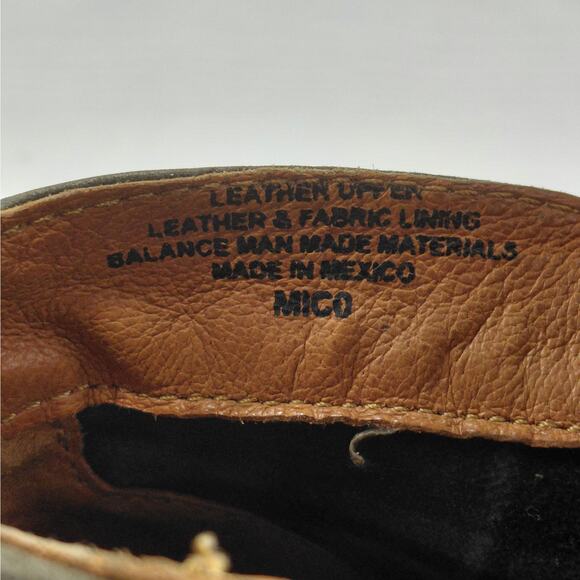 LEATHER UPPER
LEATHER & FABRIC LINING
BALANCE MAN MADE MATERIALS
MADE IN MEXICO
MICO